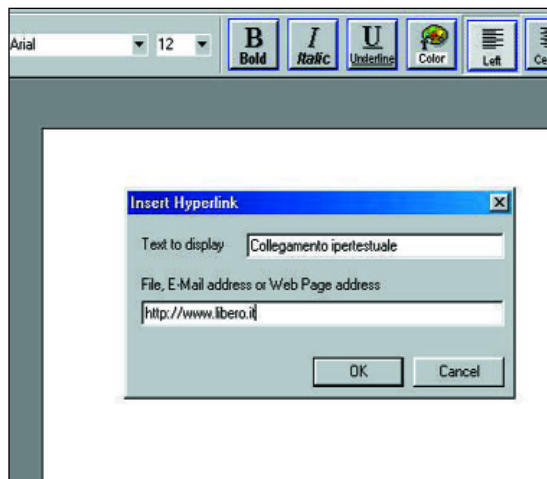 Arial 12 B Bold I Italic U Underline Color Left Ce
Insert Hyperlink
Text to display Collegamento ipertestuale
File, E-Mail address or Web Page address
http://www.libero.it
OK Cancel